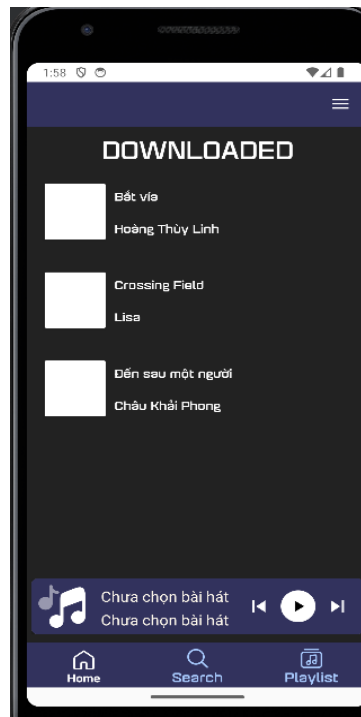 1:58
DOWNLOADED
Bắt vía
Hoàng Thùy Linh
Crossing Field
Lisa
Đến sau một người
Châu Khải Phong
Chưa chọn bài hát
Chưa chọn bài hát
Home
Search
Playlist